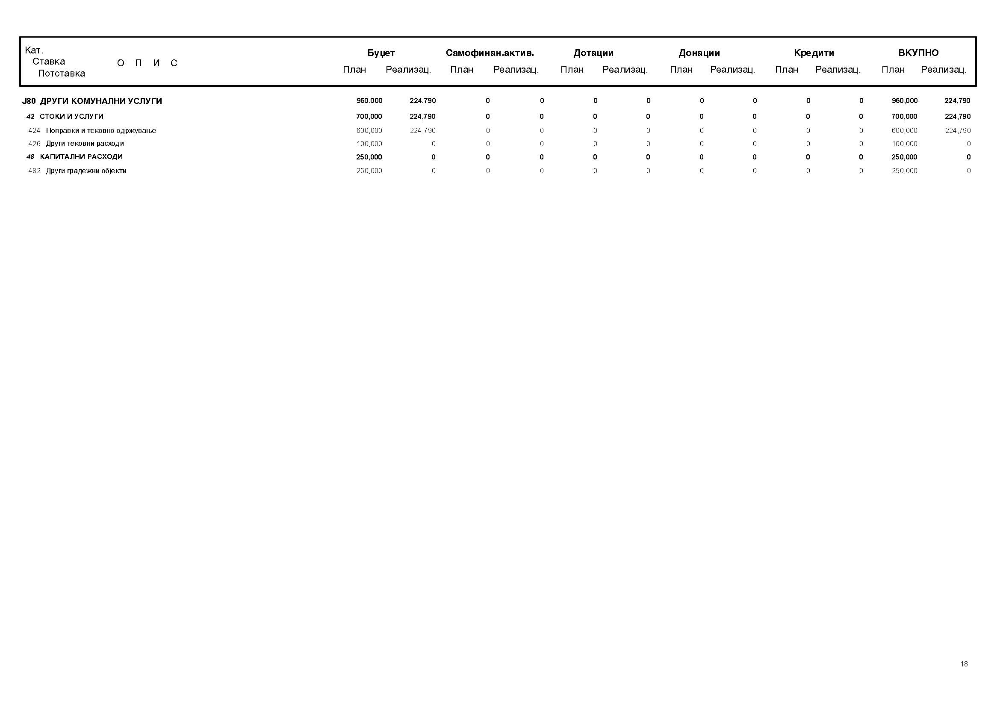 Кат.
Ставка
Потставка
О П И С
Буџет Самофинан.актив. Дотации Донации Кредити ВКУПНО
План Реализац. План Реализац. План Реализац. План Реализац. План Реализац. План Реализац.
J80 ДРУГИ КОМУНАЛНИ УСЛУГИ 950,000 224,790 0 0 0 0 0 0 0 0 950,000 224,790
42 СТОКИ И УСЛУГИ 700,000 224,790 0 0 0 0 0 0 0 0 700,000 224,790
424 Поправки и тековно одржување 600,000 224,790 0 0 0 0 0 0 0 0 600,000 224,790
426 Други тековни расходи 100,000 0 0 0 0 0 0 0 0 0 100,000 0
48 КАПИТАЛНИ РАСХОДИ 250,000 0 0 0 0 0 0 0 0 0 250,000 0
482 Други градежни објекти 250,000 0 0 0 0 0 0 0 0 0 250,000 0
18